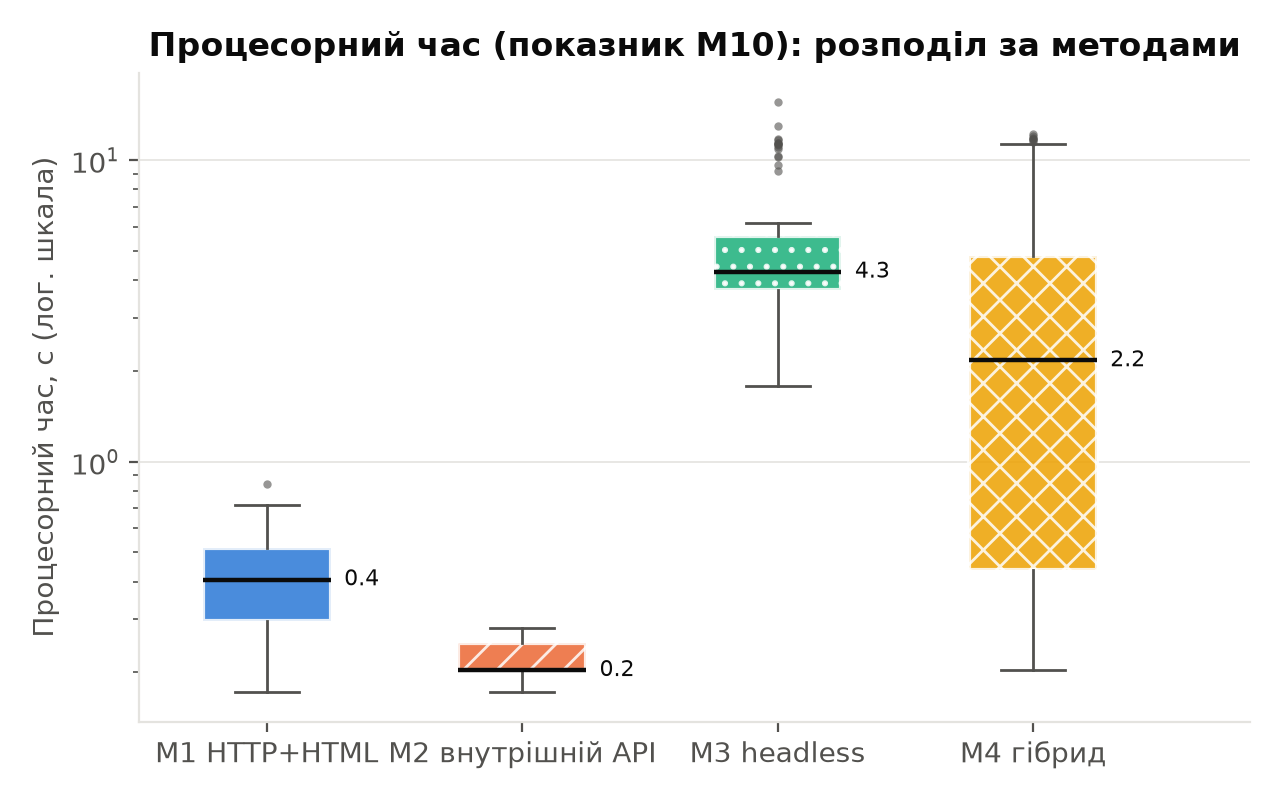 Процесорний час (показник M10): розподіл за методами
Процесорний час, с (лог. шкала)
10¹
10⁰
4.3
2.2
0.4
0.2
M1 HTTP+HTML
M2 внутрішній API
M3 headless
M4 гібрид